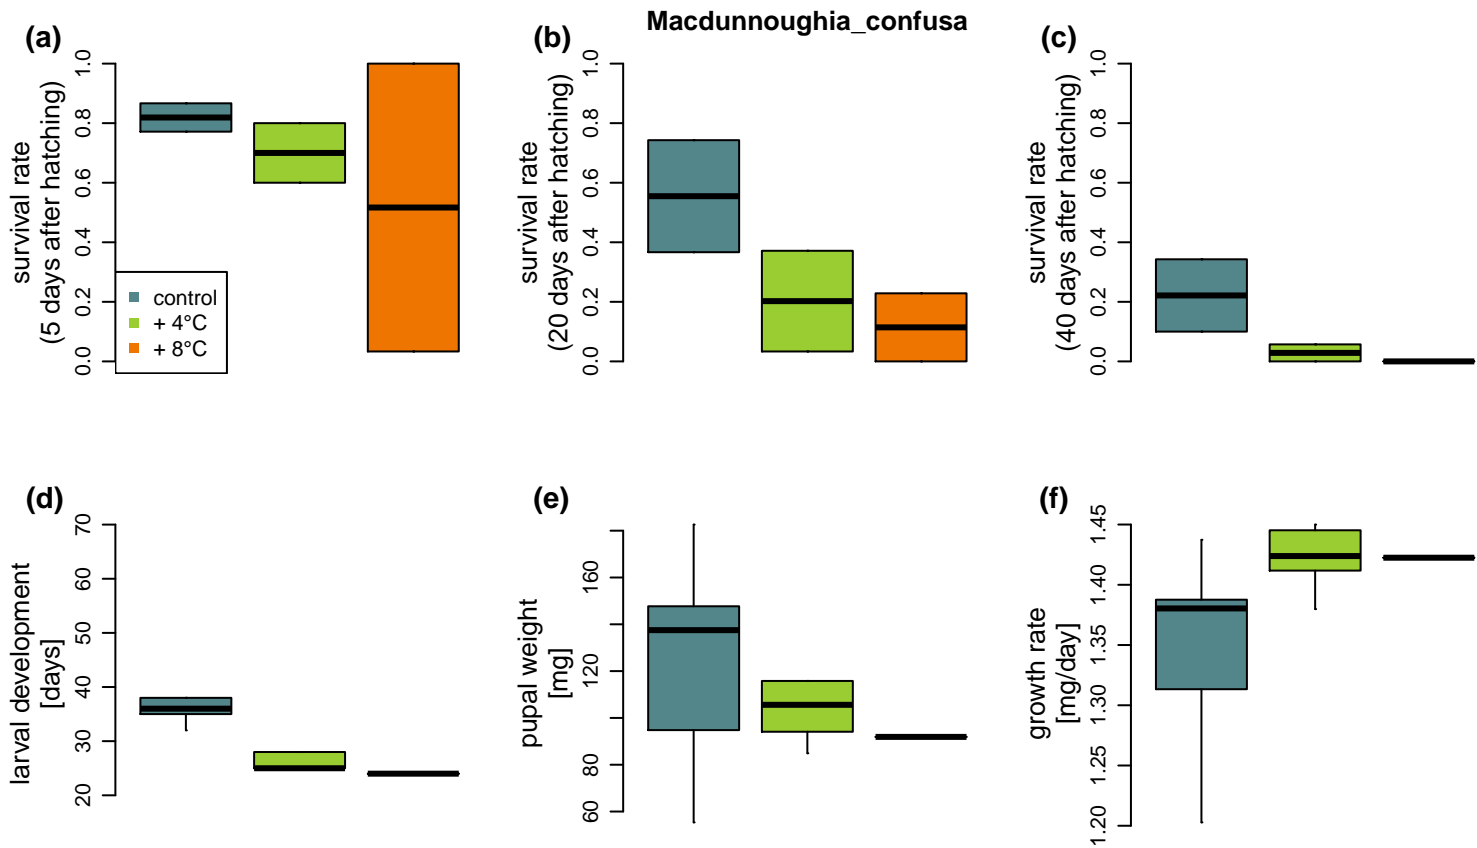 Macdunnoughia_confusa
(a)
survival rate
(5 days after hatching)
0.0 0.2 0.4 0.6 0.8 1.0
control
+ 4°C
+ 8°C
(b)
survival rate
(20 days after hatching)
0.0 0.2 0.4 0.6 0.8 1.0
(c)
survival rate
(40 days after hatching)
0.0 0.2 0.4 0.6 0.8 1.0
(d)
larval development
[days]
20 30 40 50 60 70
(e)
pupal weight
[mg]
60 80 120 160
(f)
growth rate
[mg/day]
1.20 1.25 1.30 1.35 1.40 1.45